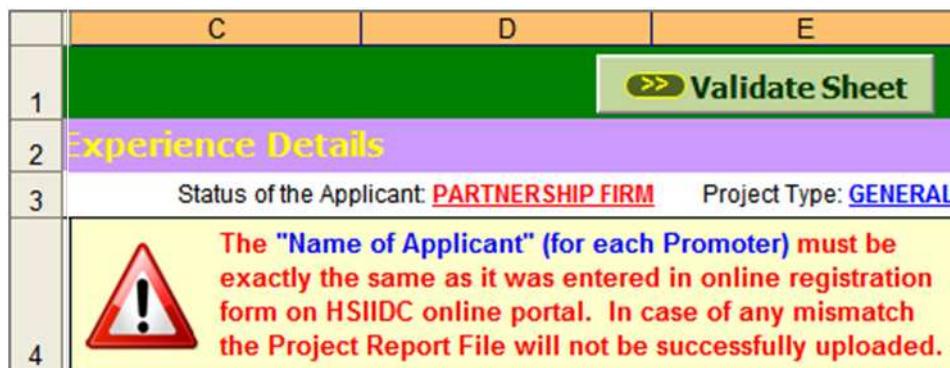 C D E
1 >> Validate Sheet
2 Experience Details
3 Status of the Applicant: PARTNERSHIP FIRM Project Type: GENERAL
The "Name of Applicant" (for each Promoter) must be
exactly the same as it was entered in online registration
form on HSIIDC online portal. In case of any mismatch
4 the Project Report File will not be successfully uploaded.